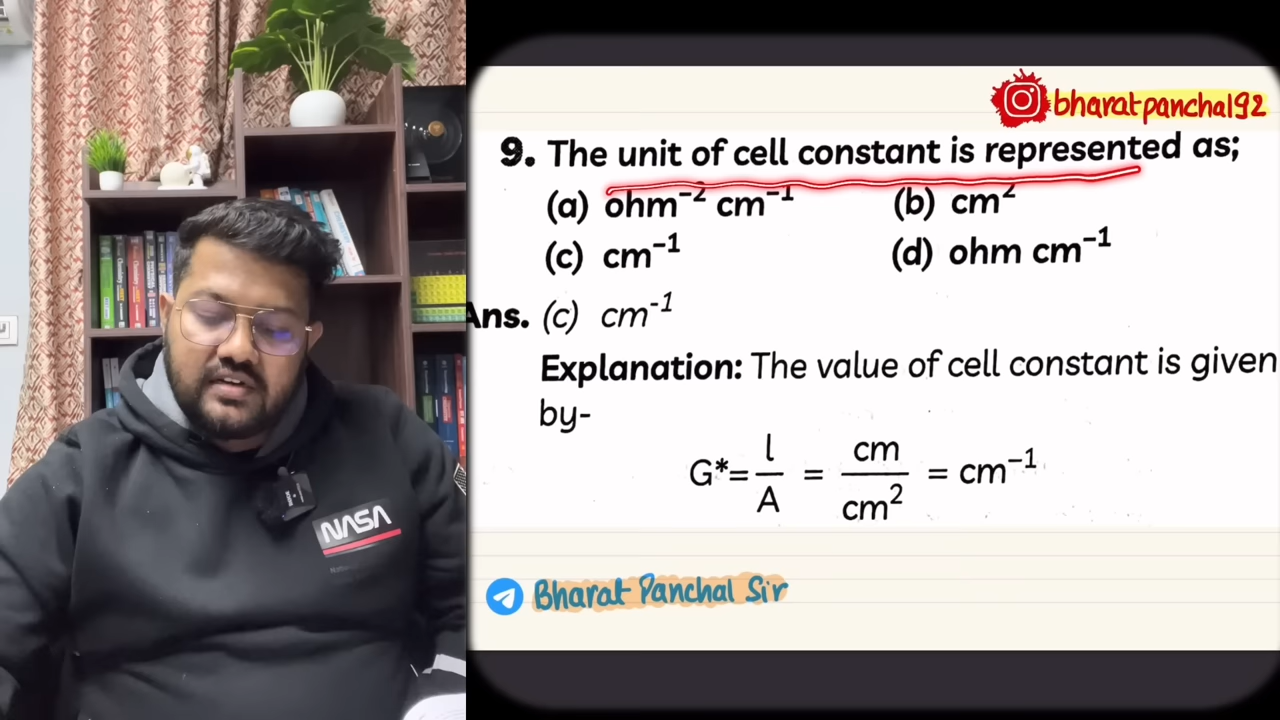 bharatpanchal92
9. The unit of cell constant is represented as;
(a) ohm⁻² cm⁻¹ (b) cm²
(c) cm⁻¹ (d) ohm cm⁻¹
Ans. (c) cm⁻¹
Explanation: The value of cell constant is given
by-
G*= l/A = cm/cm² = cm⁻¹
Bharat Panchal Sir
NASA